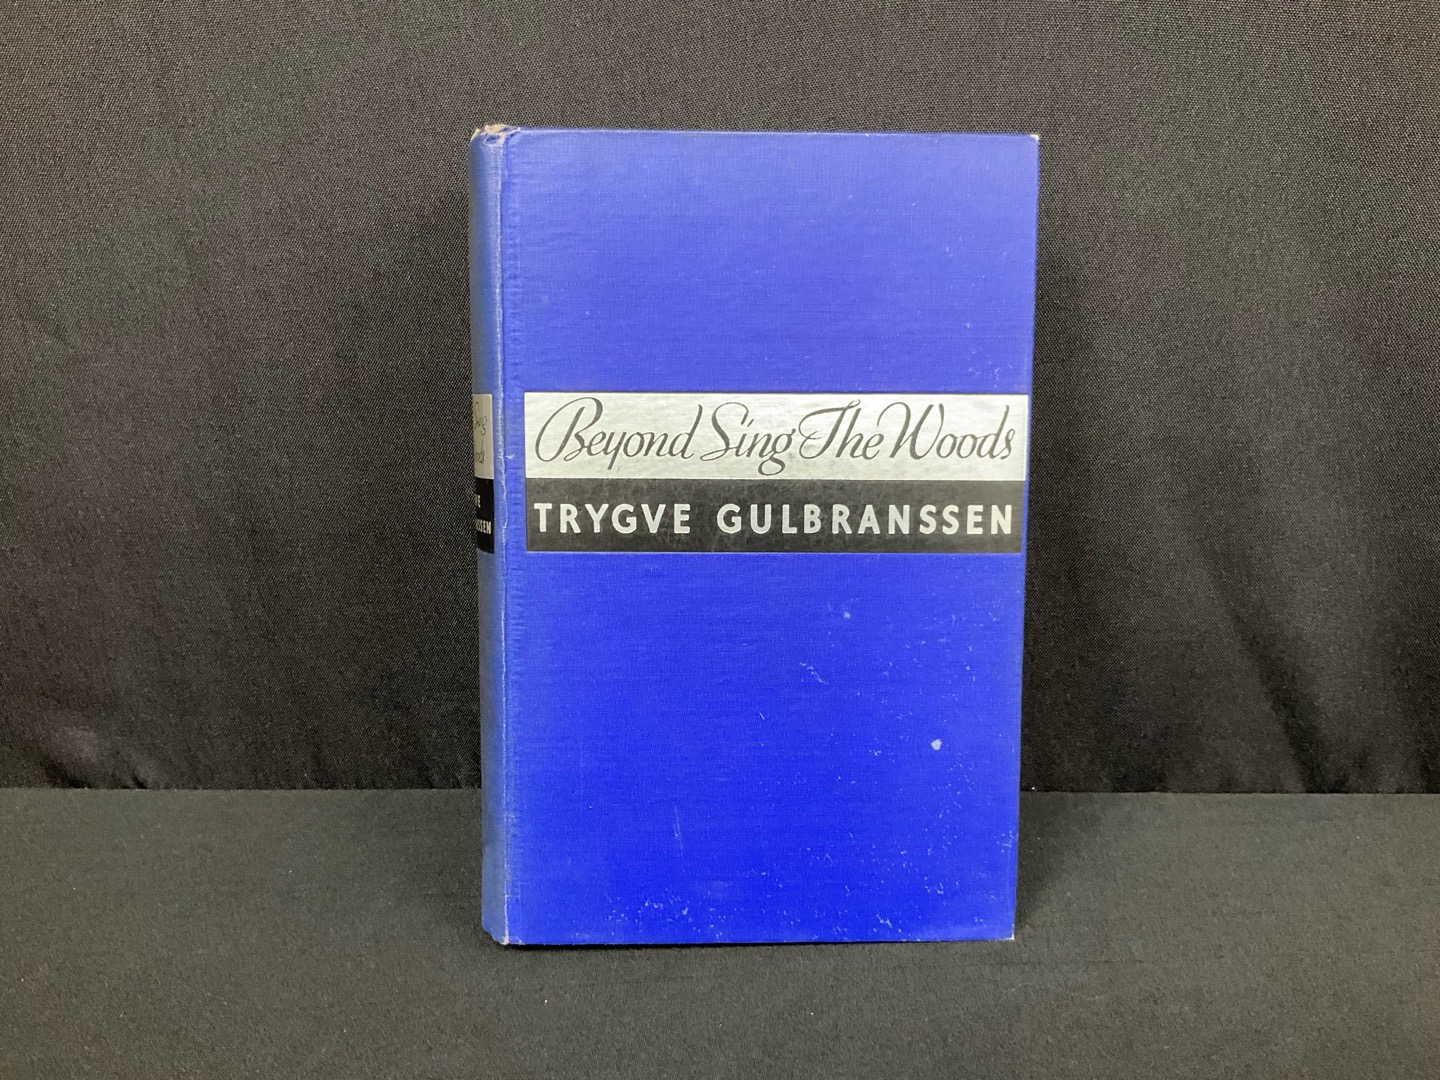 Beyond Sing The Woods
TRYGVE GULBRANSSEN